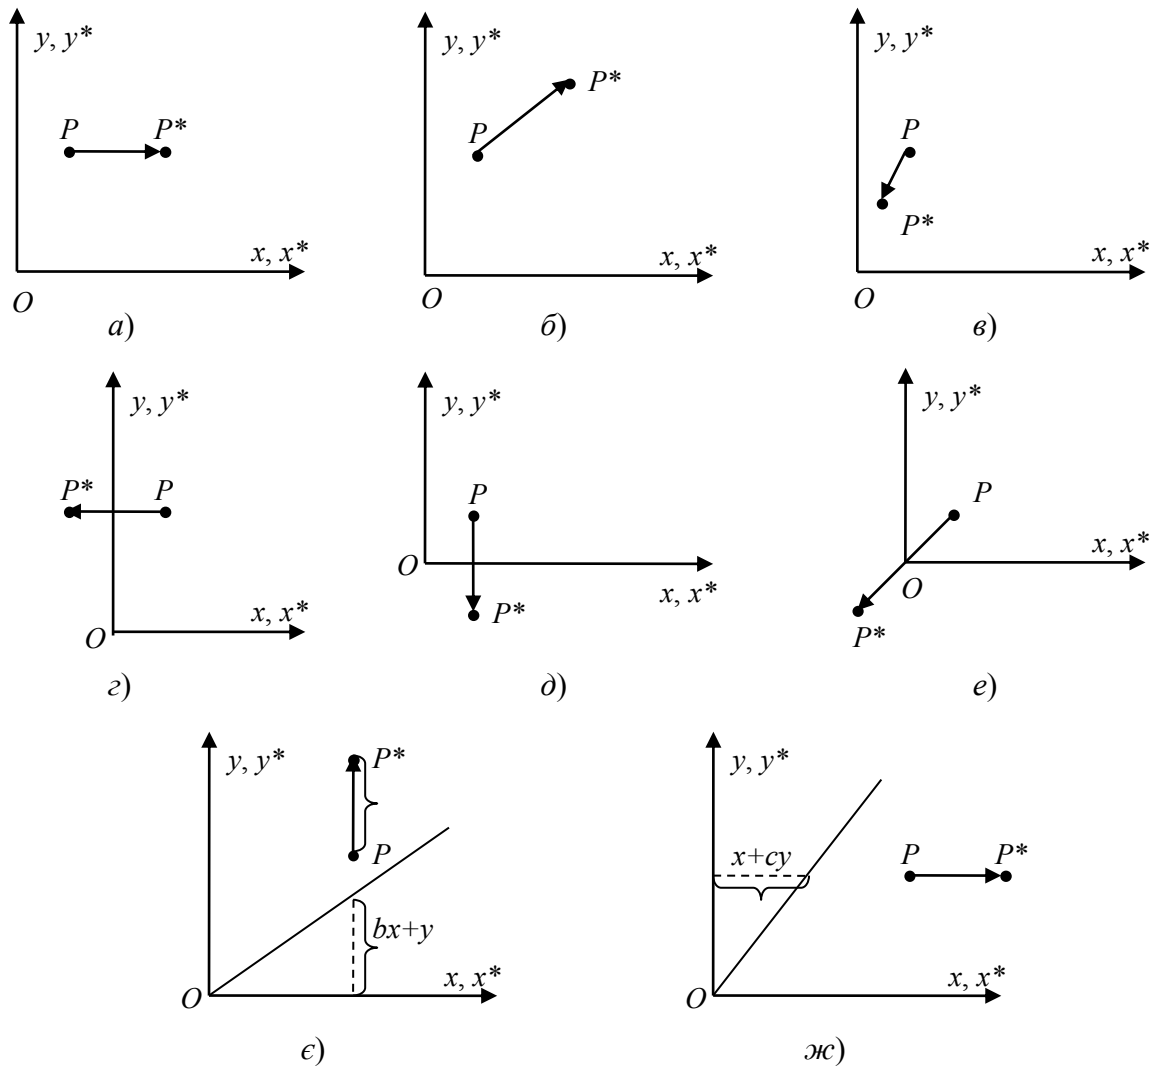 y, y*
P P*
x, x*
O
а)
y, y*
P*
P
x, x*
O
б)
y, y*
P
P*
x, x*
O
в)
y, y*
P* P
x, x*
O
г)
y, y*
P
O
x, x*
P*
д)
y, y*
P
x, x*
O
P*
е)
y, y*
P*
P
bx+y
x, x*
O
є)
y, y*
x+cy
P P*
x, x*
O
ж)